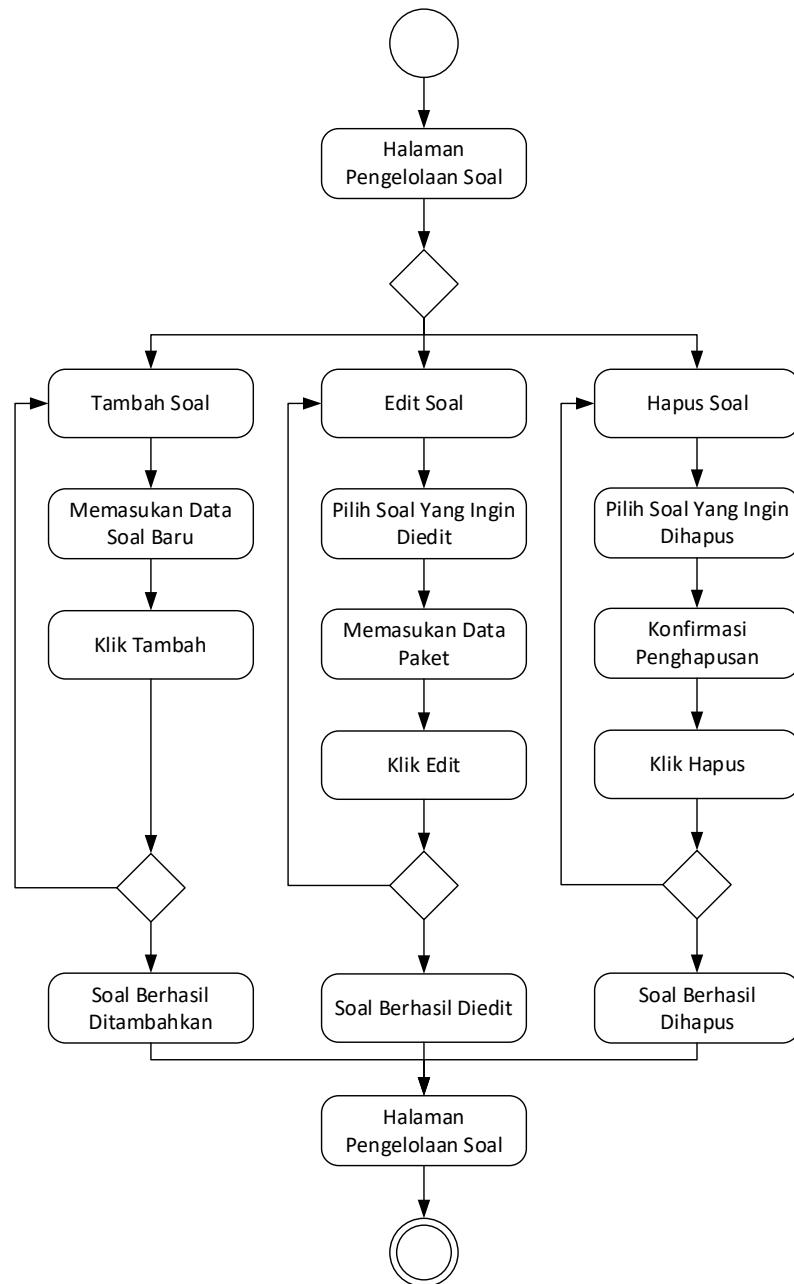 Halaman
Pengelolaan Soal
Tambah Soal
Edit Soal
Hapus Soal
Memasukan Data
Soal Baru
Pilih Soal Yang Ingin
Diedit
Pilih Soal Yang Ingin
Dihapus
Klik Tambah
Memasukan Data
Paket
Konfirmasi
Penghapusan
Klik Edit
Klik Hapus
Soal Berhasil
Ditambahkan
Soal Berhasil Diedit
Soal Berhasil
Dihapus
Halaman
Pengelolaan Soal